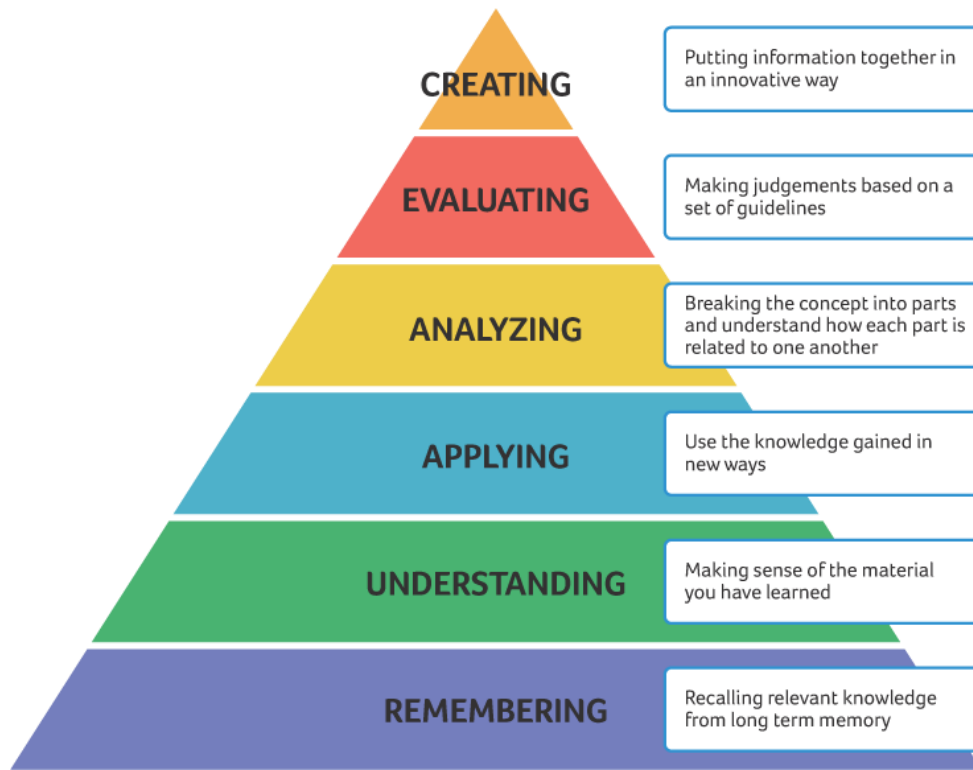 CREATING
Putting information together in
an innovative way
EVALUATING
Making judgements based on a
set of guidelines
ANALYZING
Breaking the concept into parts
and understand how each part is
related to one another
APPLYING
Use the knowledge gained in
new ways
UNDERSTANDING
Making sense of the material
you have learned
REMEMBERING
Recalling relevant knowledge
from long term memory